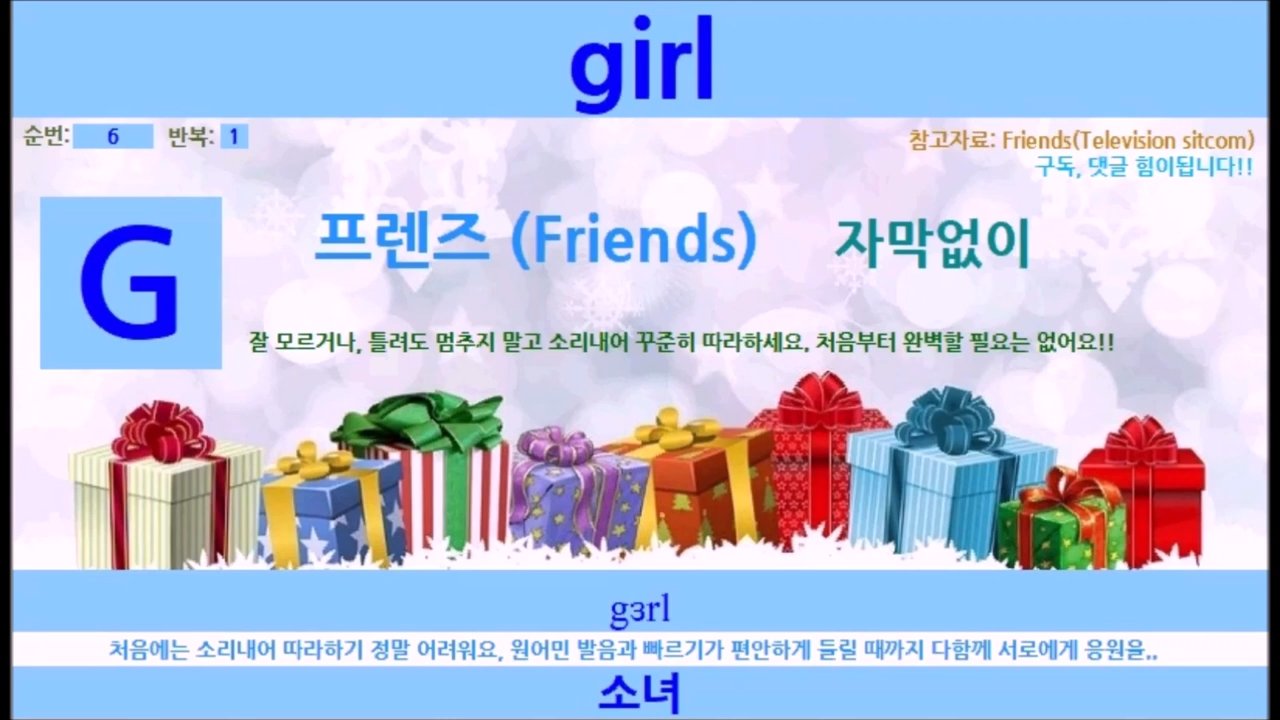 girl
순번: 6 반복: 1
참고자료: Friends(Television sitcom)
구독, 댓글 힘이됩니다!!
G
프렌즈 (Friends) 자막없이
잘 모르거나, 틀려도 멈추지 말고 소리내어 꾸준히 따라하세요, 처음부터 완벽할 필요는 없어요!!
gɜrl
처음에는 소리내어 따라하기 정말 어려워요, 원어민 발음과 빠르기가 편안하게 들릴 때까지 다함께 서로에게 응원을..
소녀